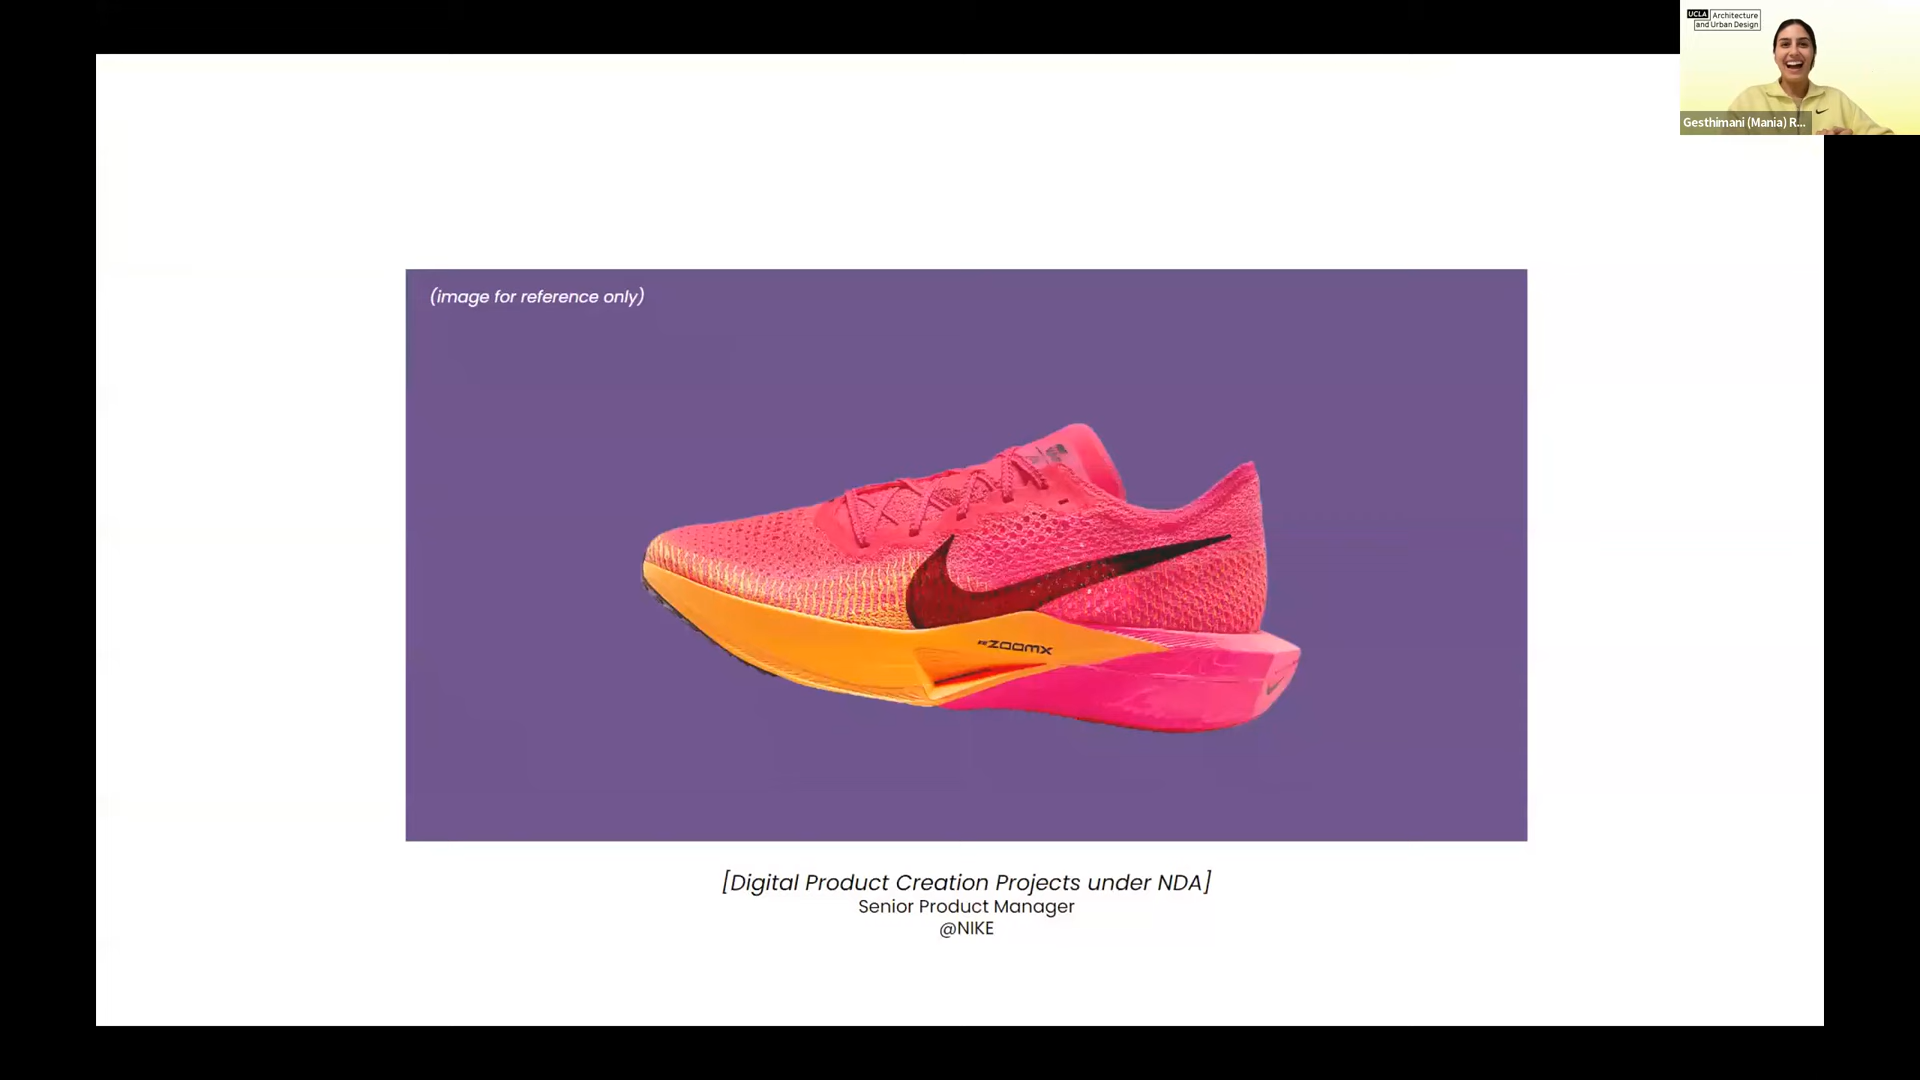 UCLA Architecture
and Urban Design
Gesthimani (Mania) R...
(image for reference only)
ZOOMX
[Digital Product Creation Projects under NDA]
Senior Product Manager
@NIKE